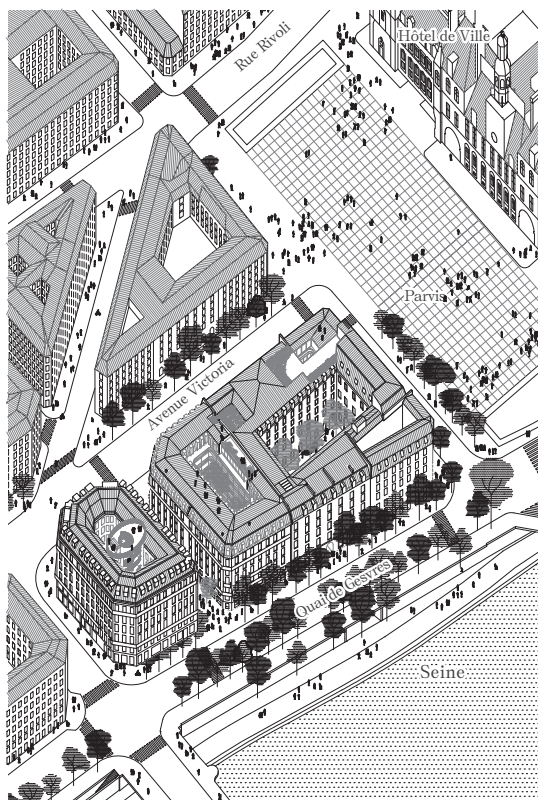 Rue Rivoli
Hôtel de Ville
Parvis
Avenue Victoria
Quai de Gesvres
Seine